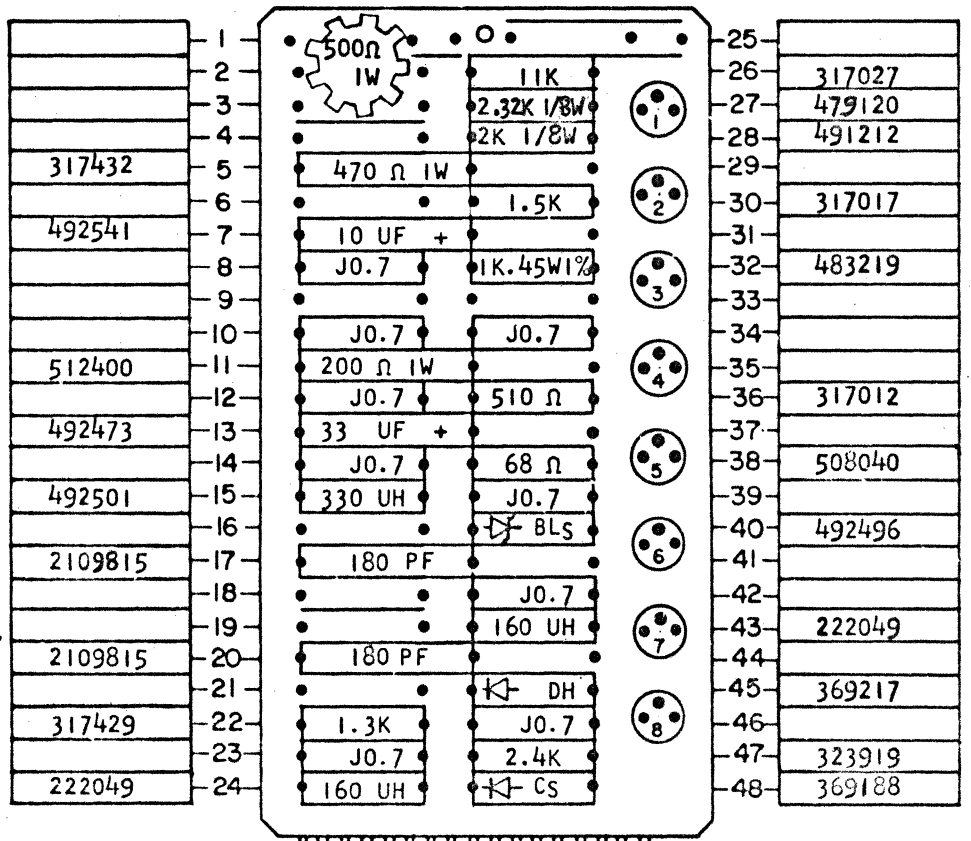 1 500Ω 25
2 1W 11K 26 317027
3 2.32K 1/8W 1 27 479120
4 2K 1/8W 28 491212
317432 5 470 Ω 1W 29
6 1.5K 2 30 317017
492541 7 10 UF + 31
8 J0.7 1K.45W1% 3 32 483219
9 33
10 J0.7 J0.7 34
512400 11 200 Ω 1W 4 35
12 J0.7 510 Ω 36 317012
492473 13 33 UF + 37
14 J0.7 68 Ω 5 38 508040
492501 15 330 UH J0.7 39
16 BLS 6 40 492496
2109815 17 180 PF 41
18 J0.7 42
19 160 UH 7 43 222049
2109815 20 180 PF 44
21 DH 45 369217
317429 22 1.3K J0.7 8 46
23 J0.7 2.4K 47 323919
222049 24 160 UH CS 48 369188